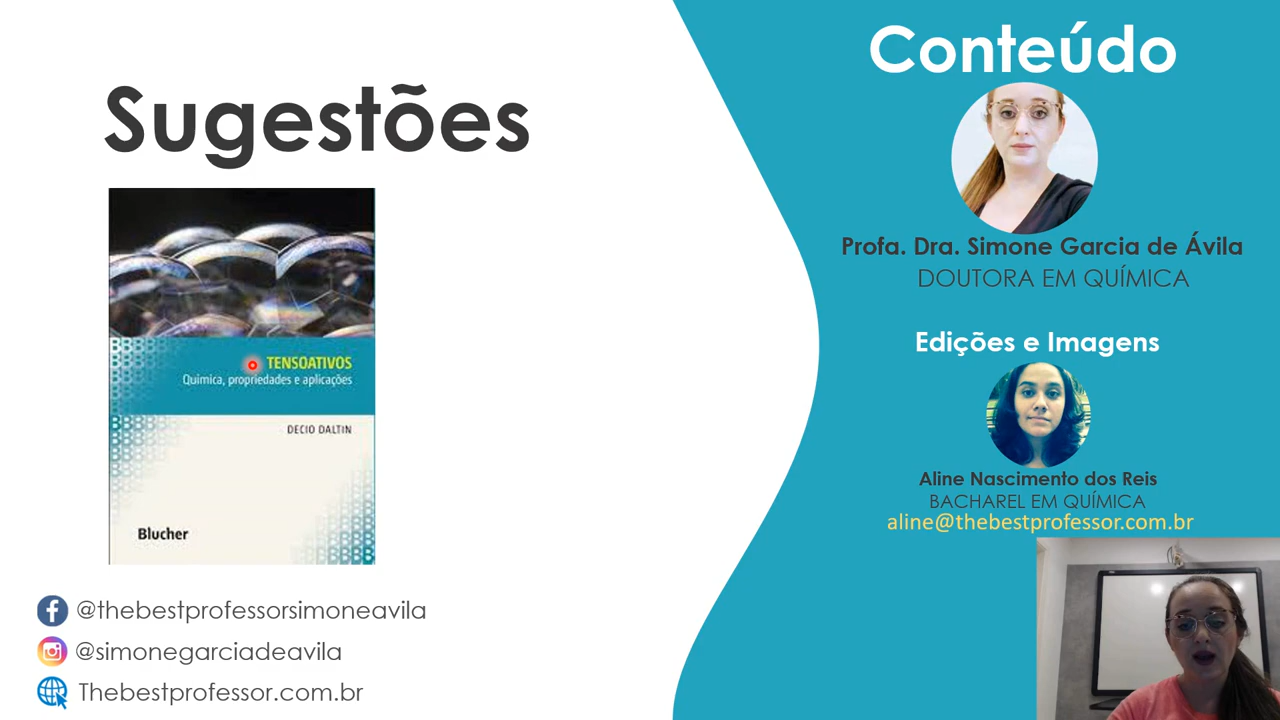 Sugestões
TENSOATIVOS
Química, propriedades e aplicações
DECIO DALTIN
Blucher
@thebestprofessorsimoneavila
@simonegarciadeavila
Thebestprofessor.com.br
Conteúdo
Profa. Dra. Simone Garcia de Ávila
DOUTORA EM QUÍMICA
Edições e Imagens
Aline Nascimento dos Reis
BACHAREL EM QUÍMICA
aline@thebestprofessor.com.br